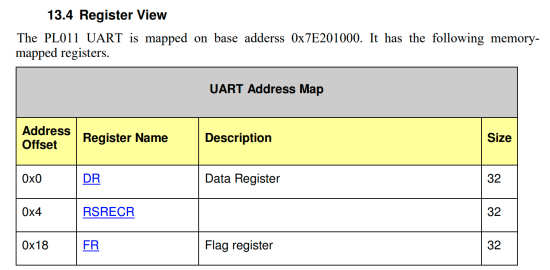 13.4 Register View
The PL011 UART is mapped on base adderss 0x7E201000. It has the following memory-
mapped registers.
UART Address Map
Address Offset Register Name Description Size
0x0 DR Data Register 32
0x4 RSRECR 32
0x18 FR Flag register 32